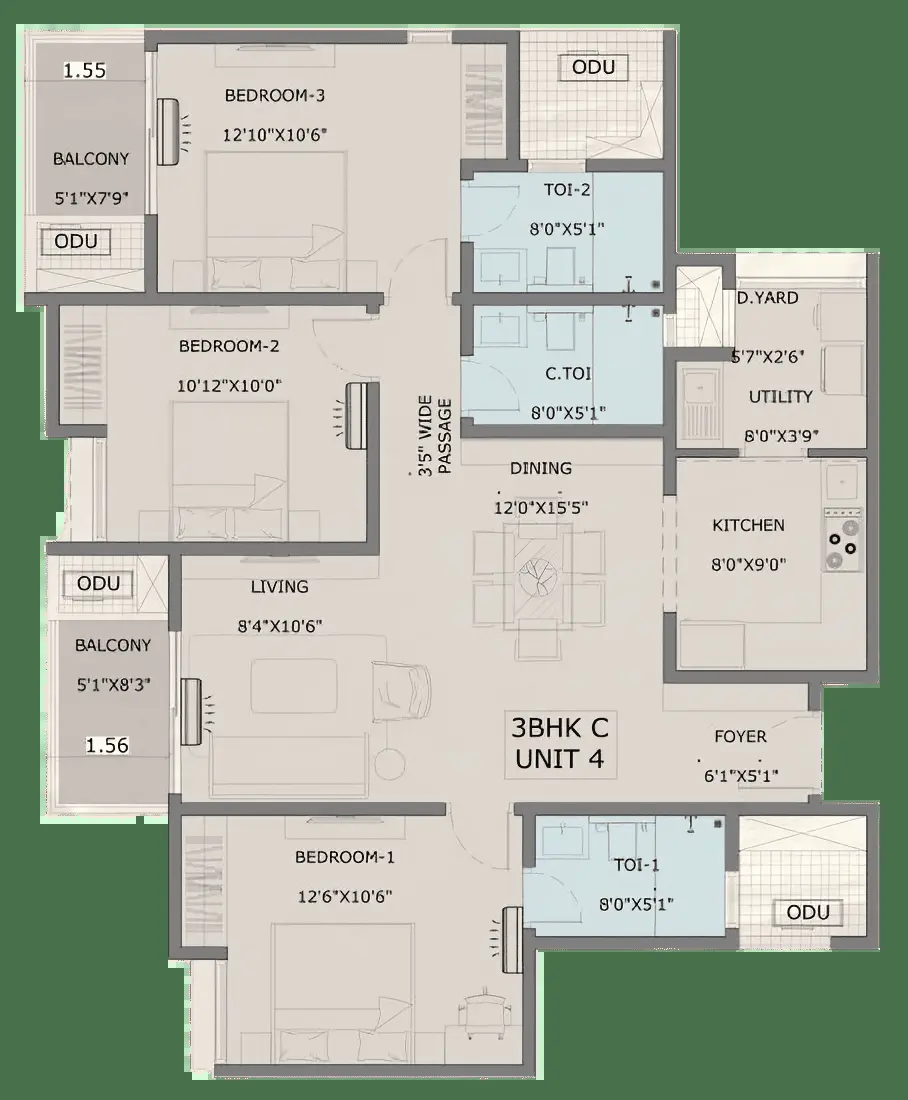 1.55
BALCONY
5'1"X7'9"
ODU
BEDROOM-3
12'10"X10'6"
ODU
TOI-2
8'0"X5'1"
BEDROOM-2
10'12"X10'0"
3'5" WIDE
PASSAGE
C.TOI
8'0"X5'1"
D.YARD
5'7"X2'6"
UTILITY
8'0"X3'9"
DINING
12'0"X15'5"
KITCHEN
8'0"X9'0"
ODU
BALCONY
5'1"X8'3"
1.56
LIVING
8'4"X10'6"
3BHK C
UNIT 4
FOYER
6'1"X5'1"
BEDROOM-1
12'6"X10'6"
TOI-1
8'0"X5'1"
ODU